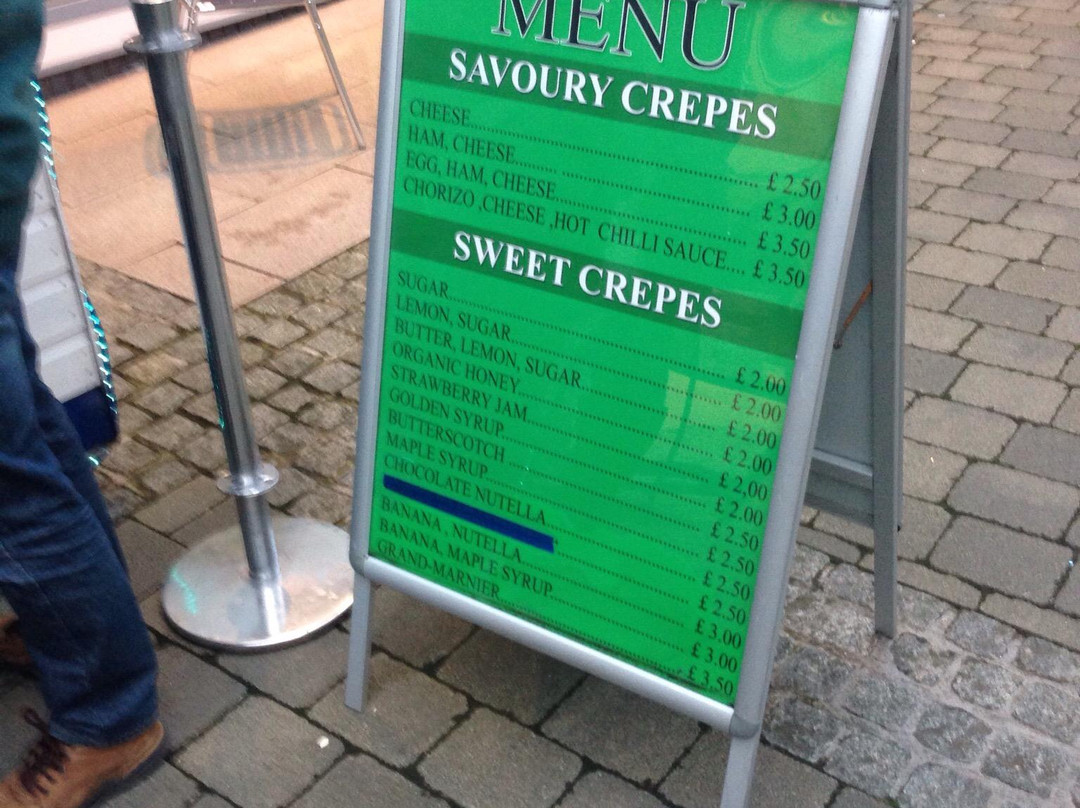 MENU
SAVOURY CREPES
CHEESE........................................ £ 2.50
HAM, CHEESE.............................. £ 3.00
EGG, HAM, CHEESE.............................. £ 3.50
CHORIZO ,CHEESE ,HOT CHILLI SAUCE.... £ 3.50
SWEET CREPES
SUGAR........................................ £ 2.00
LEMON, SUGAR.............................. £ 2.00
BUTTER, LEMON, SUGAR.............................. £ 2.00
ORGANIC HONEY.............................. £ 2.00
STRAWBERRY JAM.............................. £ 2,00
GOLDEN SYRUP.............................. £ 2.00
BUTTERSCOTCH .............................. £ 2.50
MAPLE SYRUP.............................. £ 2.50
CHOCOLATE NUTELLA.............................. £ 2.50
£ 2.50
BANANA , NUTELLA.............................. £ 3.00
BANANA, MAPLE SYRUP.............................. £ 3.00
GRAND-MARNIER.............................. £ 3.50